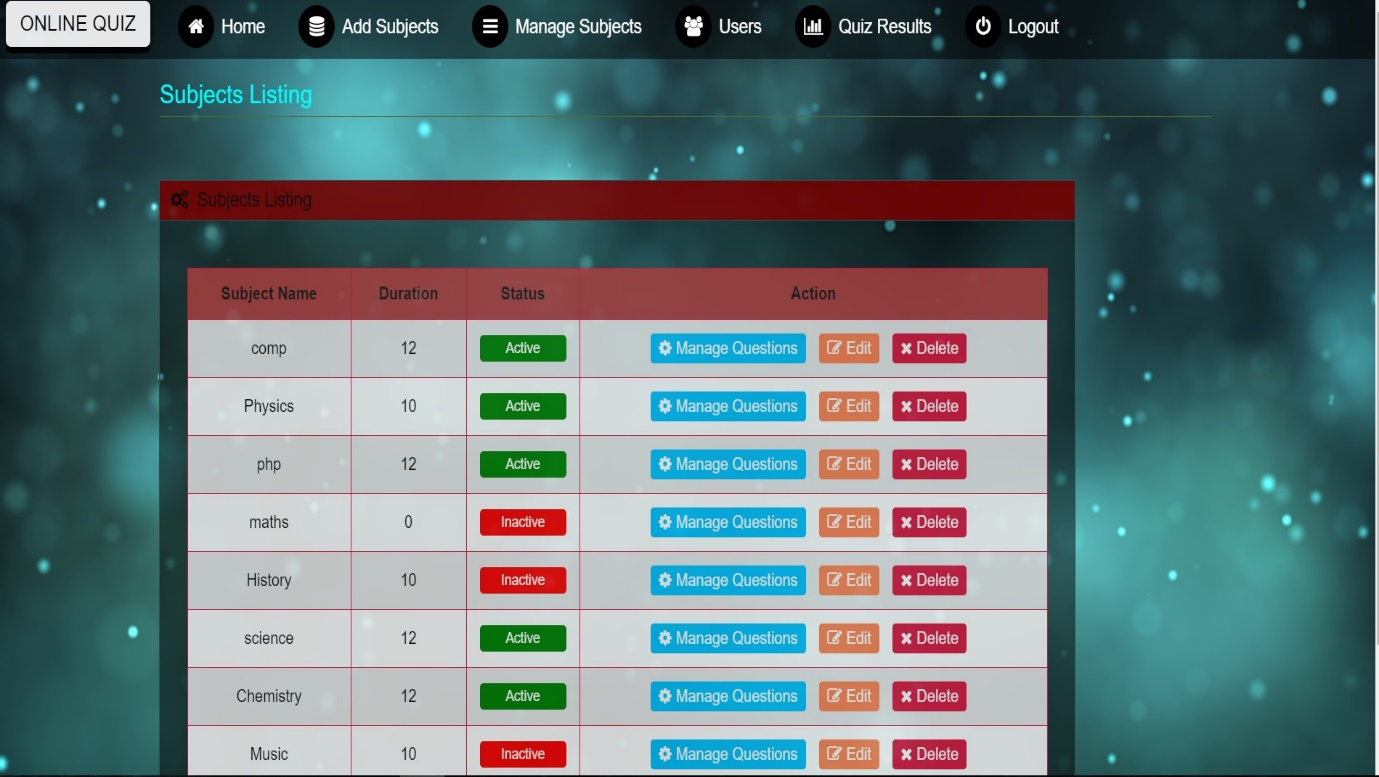 ONLINE QUIZ Home Add Subjects Manage Subjects Users Quiz Results Logout
Subjects Listing
Subjects Listing
Subject Name Duration Status Action
comp 12 Active Manage Questions Edit Delete
Physics 10 Active Manage Questions Edit Delete
php 12 Active Manage Questions Edit Delete
maths 0 Inactive Manage Questions Edit Delete
History 10 Inactive Manage Questions Edit Delete
science 12 Active Manage Questions Edit Delete
Chemistry 12 Active Manage Questions Edit Delete
Music 10 Inactive Manage Questions Edit Delete